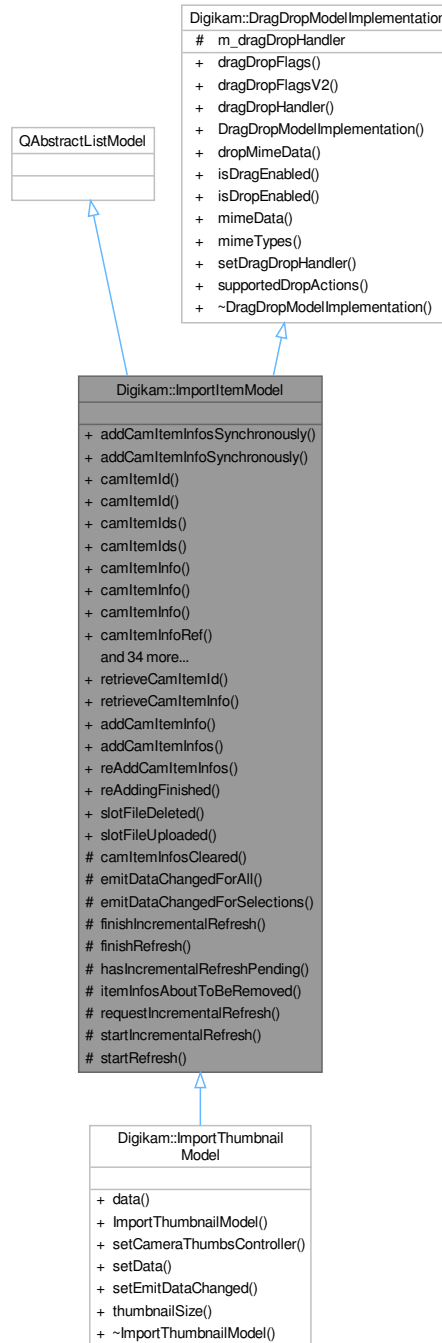 Digikam::DragDropModelImplementation
# m_dragDropHandler
+ dragDropFlags()
+ dragDropFlagsV2()
+ dragDropHandler()
+ DragDropModelImplementation()
+ dropMimeData()
+ isDragEnabled()
+ isDropEnabled()
+ mimeData()
+ mimeTypes()
+ setDragDropHandler()
+ supportedDropActions()
+ ~DragDropModelImplementation()
QAbstractListModel
Digikam::ImportItemModel
+ addCamItemInfosSynchronously()
+ addCamItemInfoSynchronously()
+ camItemId()
+ camItemId()
+ camItemIds()
+ camItemIds()
+ camItemInfo()
+ camItemInfo()
+ camItemInfo()
+ camItemInfoRef()
and 34 more...
+ retrieveCamItemId()
+ retrieveCamItemInfo()
+ addCamItemInfo()
+ addCamItemInfos()
+ reAddCamItemInfos()
+ reAddingFinished()
+ slotFileDeleted()
+ slotFileUploaded()
# camItemInfosCleared()
# emitDataChangedForAll()
# emitDataChangedForSelections()
# finishIncrementalRefresh()
# finishRefresh()
# hasIncrementalRefreshPending()
# itemInfosAboutToBeRemoved()
# requestIncrementalRefresh()
# startIncrementalRefresh()
# startRefresh()
Digikam::ImportThumbnail
Model
+ data()
+ ImportThumbnailModel()
+ setCameraThumbsController()
+ setData()
+ setEmitDataChanged()
+ thumbnailSize()
+ ~ImportThumbnailModel()